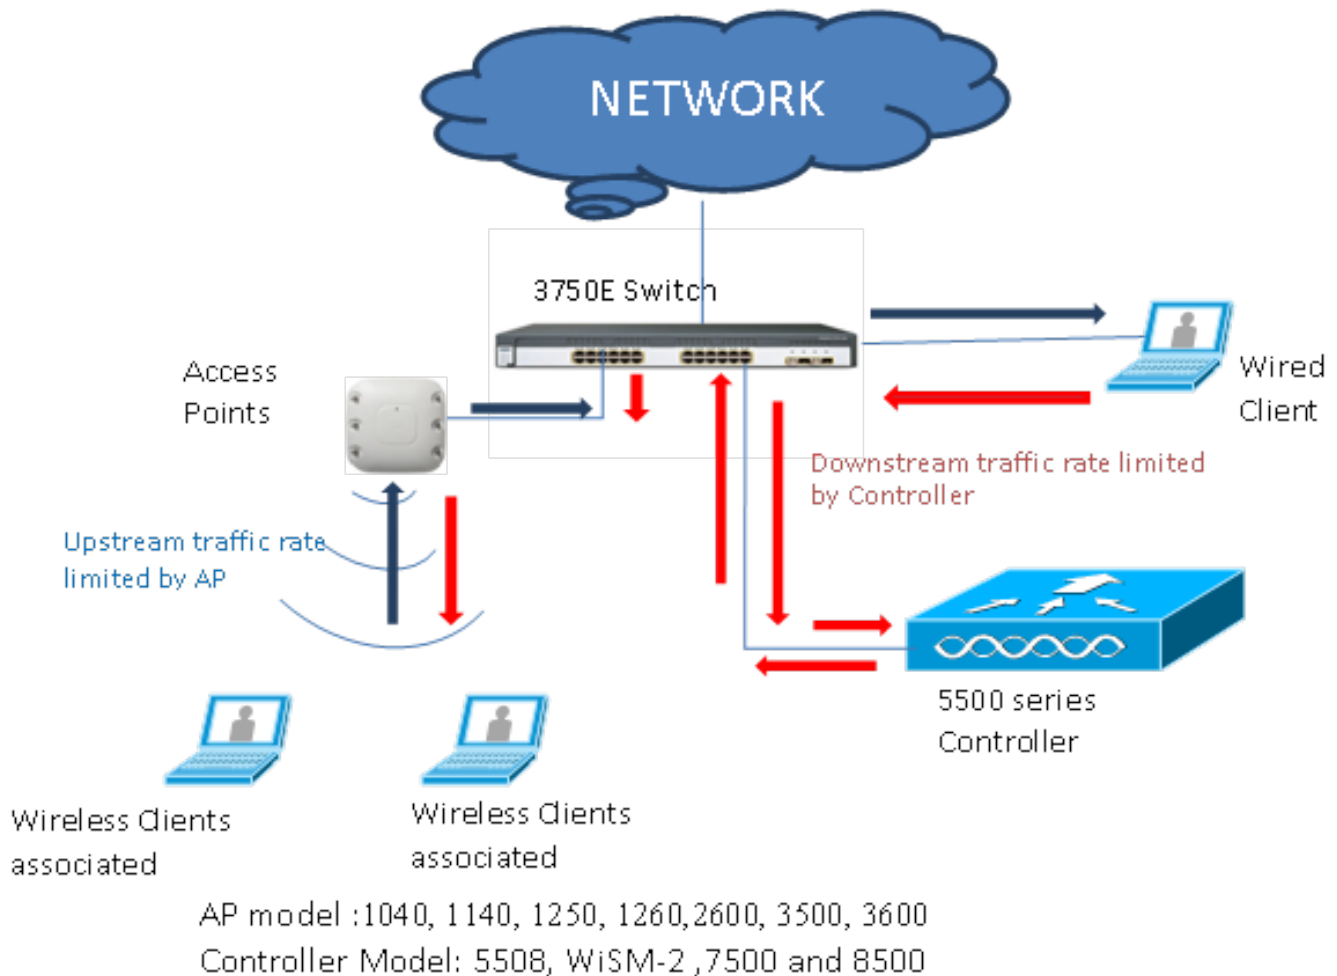 NETWORK
3750E Switch
Access
Points
Wired
Client
Downstream traffic rate limited
by Controller
Upstream traffic rate
limited by AP
5500 series
Controller
Wireless Clients
associated
Wireless Clients
associated
AP model :1040, 1140, 1250, 1260,2600, 3500, 3600
Controller Model: 5508, WiSM-2 ,7500 and 8500